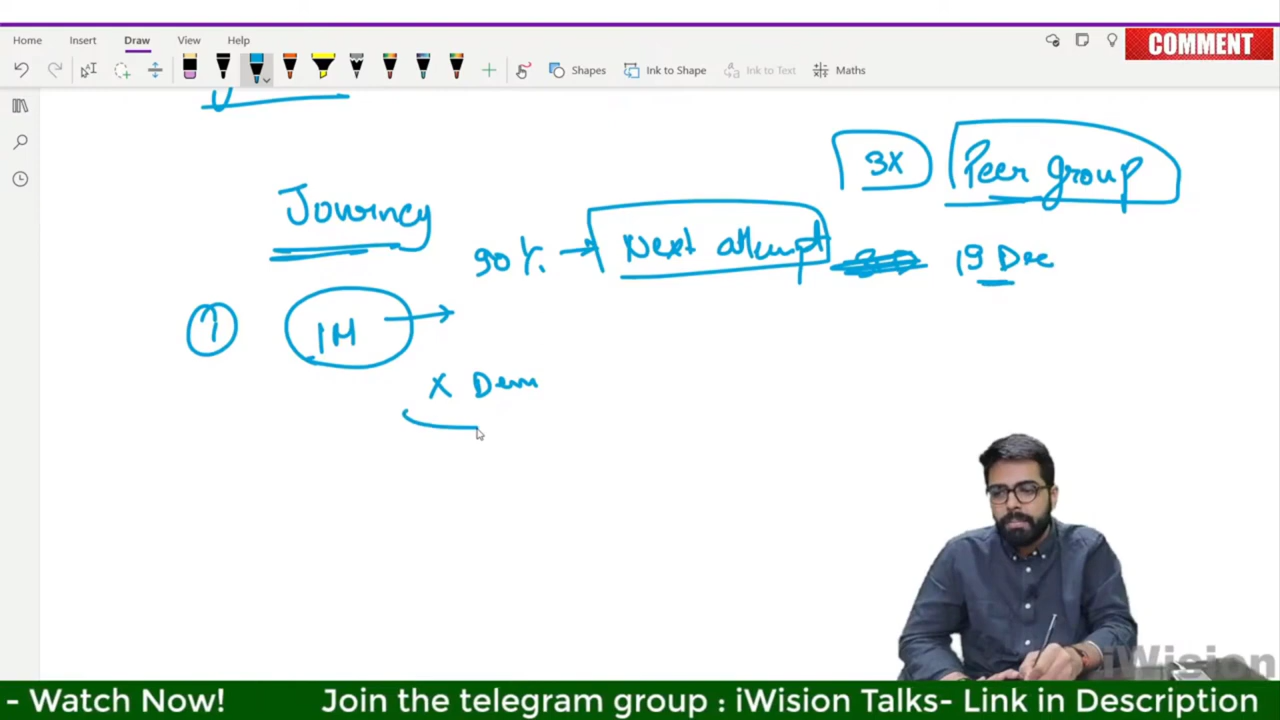 Home Insert Draw View Help
COMMENT
Shapes Ink to Shape Ink to Text Maths
3X Peer Group
Journey
90%. → Next attempt 19 Dec
1 1M →
X Dem
iWision
- Watch Now! Join the telegram group : iWision Talks- Link in Description